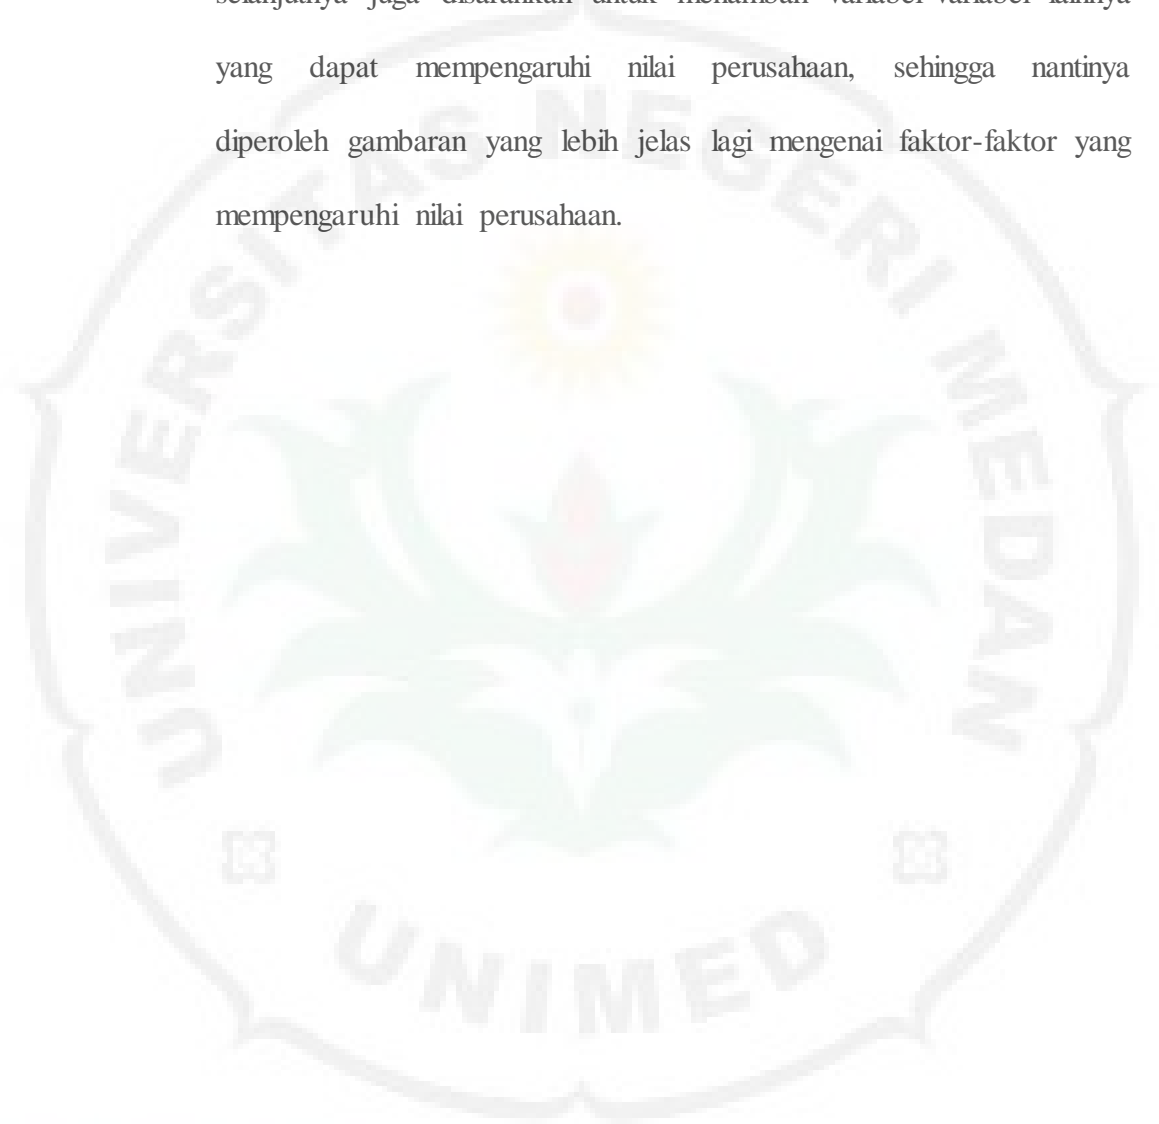 selanjutnya juga disarankan untuk menambah variabel-variabel lainnya
yang dapat mempengaruhi nilai perusahaan, sehingga nantinya
diperoleh gambaran yang lebih jelas lagi mengenai faktor-faktor yang
mempengaruhi nilai perusahaan.
UNIVERSITAS NEGERI MEDAN
UNIMED